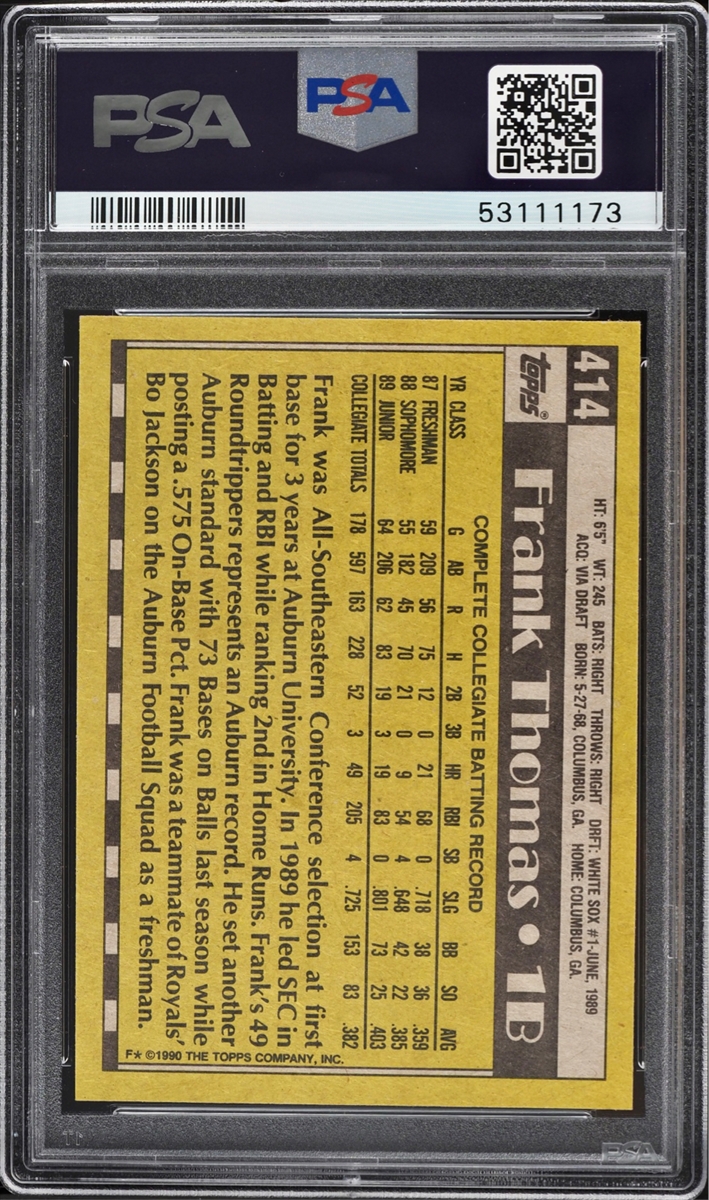 PSA
PSA
53111173
414
HT: 6'5" WT: 245 BATS: RIGHT THROWS: RIGHT DRFT: WHITE SOX #1-JUNE, 1989
ACQ: VIA DRAFT BORN: 5-27-68, COLUMBUS, GA. HOME: COLUMBUS, GA.
topps®
Frank Thomas • 1B
COMPLETE COLLEGIATE BATTING RECORD
YR CLASS G AB R H 2B 3B HR RBI SB SLG BB SO AVG
87 FRESHMAN 59 209 56 75 12 0 21 68 0 .718 38 36 .359
88 SOPHOMORE 55 182 45 70 21 0 9 54 4 .648 42 22 .385
89 JUNIOR 64 206 62 83 19 3 19 83 0 .801 73 25 .403
COLLEGIATE TOTALS 178 597 163 228 52 3 49 205 4 .725 153 83 .382
Frank was All-Southeastern Conference selection at first
base for 3 years at Auburn University. In 1989 he led SEC in
Batting and RBI while ranking 2nd in Home Runs. Frank's 49
Roundtrippers represents an Auburn record. He set another
Auburn standard with 73 Bases on Balls last season while
posting a .575 On-Base Pct. Frank was a teammate of Royals'
Bo Jackson on the Auburn Football Squad as a freshman.
F* ©1990 THE TOPPS COMPANY, INC.
PSA